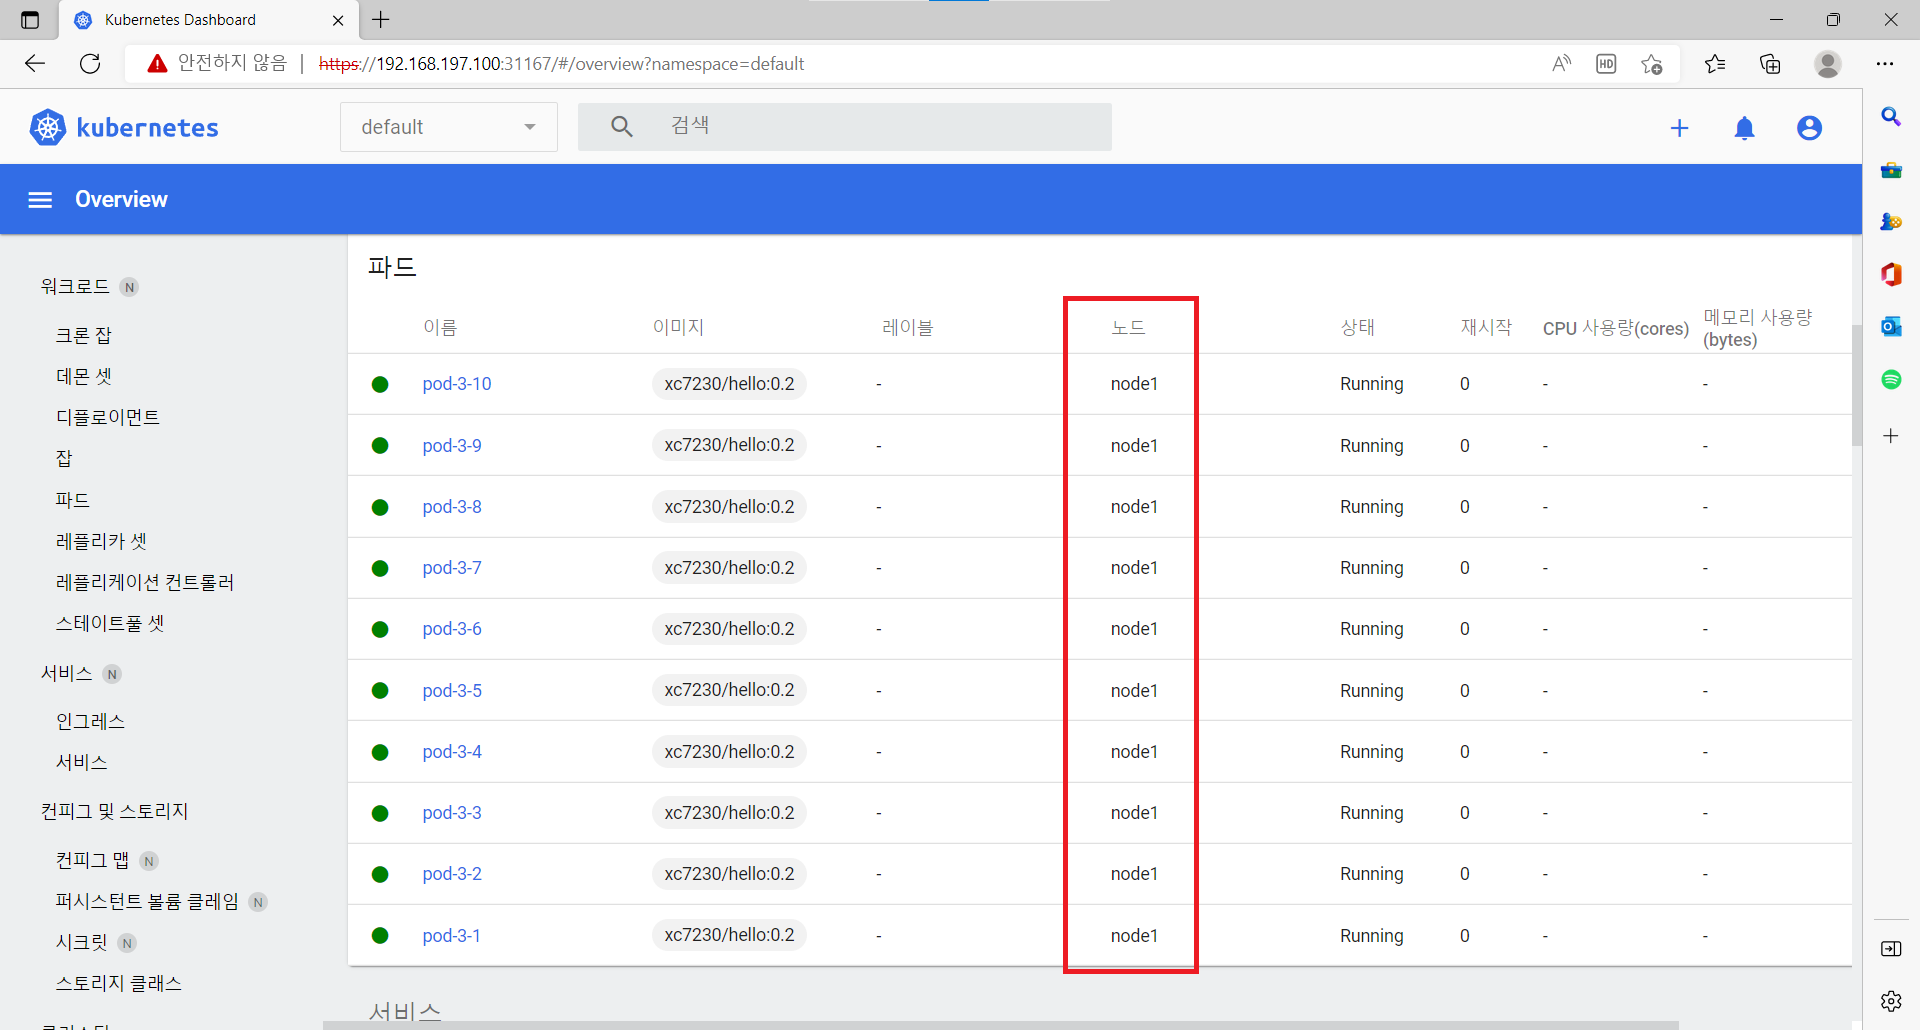 Kubernetes Dashboard
안전하지 않음 | https://192.168.197.100:31167/#/overview?namespace=default
kubernetes
default
검색
Overview
워크로드 N
크론 잡
데몬 셋
디플로이먼트
잡
파드
레플리카 셋
레플리케이션 컨트롤러
스테이트풀 셋
서비스 N
인그레스
서비스
컨피그 및 스토리지
컨피그 맵 N
퍼시스턴트 볼륨 클레임 N
시크릿 N
스토리지 클래스
파드
이름 이미지 레이블 노드 상태 재시작 CPU 사용량(cores) 메모리 사용량
(bytes)
pod-3-10 xc7230/hello:0.2 - node1 Running 0 - -
pod-3-9 xc7230/hello:0.2 - node1 Running 0 - -
pod-3-8 xc7230/hello:0.2 - node1 Running 0 - -
pod-3-7 xc7230/hello:0.2 - node1 Running 0 - -
pod-3-6 xc7230/hello:0.2 - node1 Running 0 - -
pod-3-5 xc7230/hello:0.2 - node1 Running 0 - -
pod-3-4 xc7230/hello:0.2 - node1 Running 0 - -
pod-3-3 xc7230/hello:0.2 - node1 Running 0 - -
pod-3-2 xc7230/hello:0.2 - node1 Running 0 - -
pod-3-1 xc7230/hello:0.2 - node1 Running 0 - -
서비스